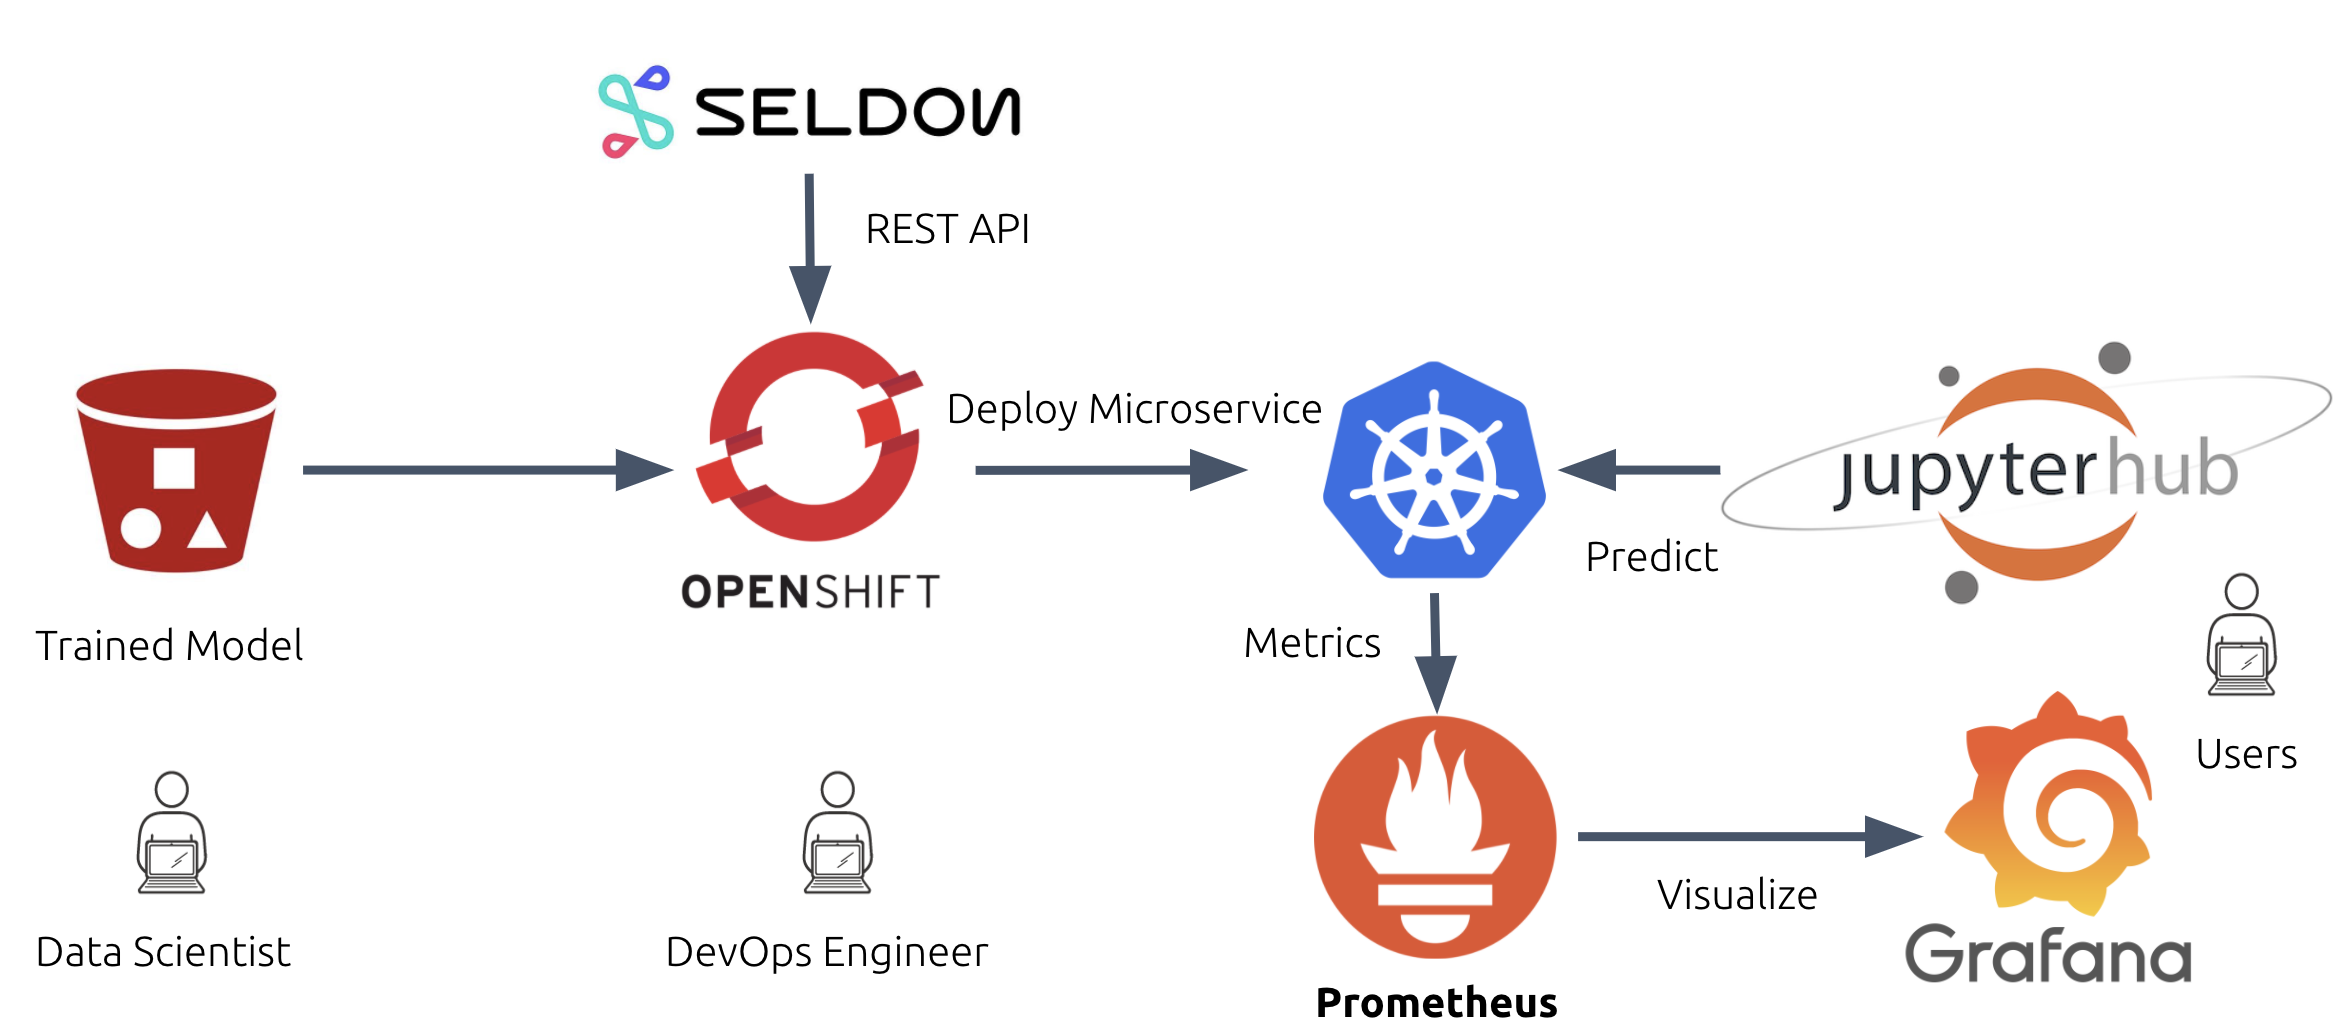 SELDON
REST API
Deploy Microservice
OPENSHIFT
jupyterhub
Predict
Trained Model
Metrics
Users
Visualize
Data Scientist
DevOps Engineer
Grafana
Prometheus